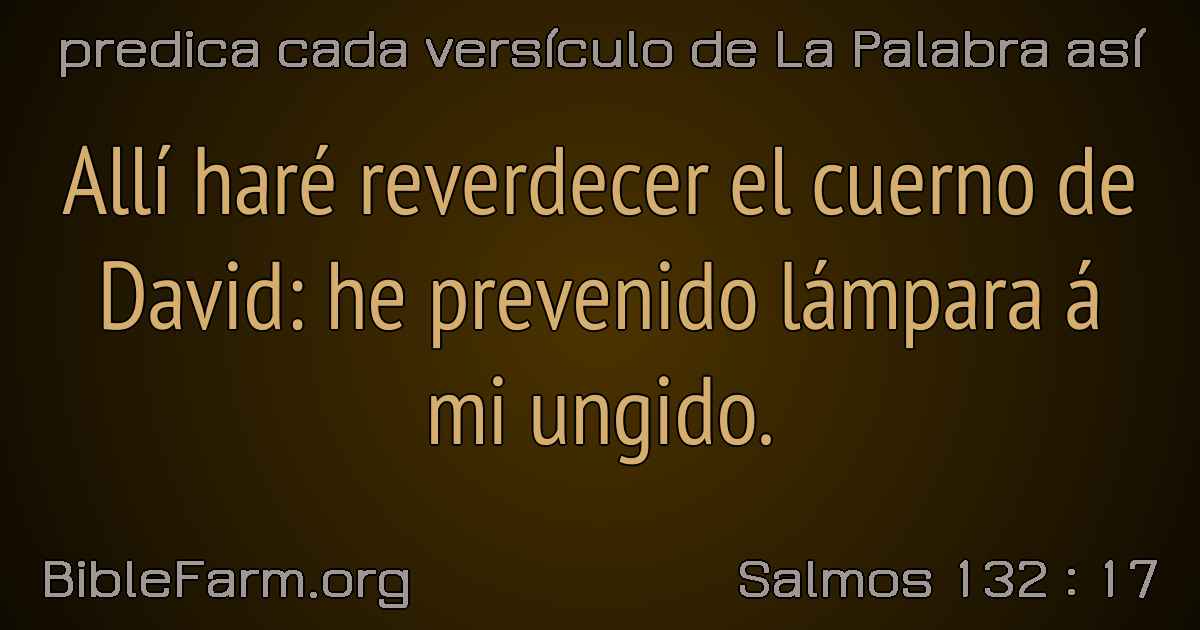 predica cada versículo de La Palabra así
Allí haré reverdecer el cuerno de
David: he prevenido lámpara á
mi ungido.
BibleFarm.org
Salmos 132 : 17